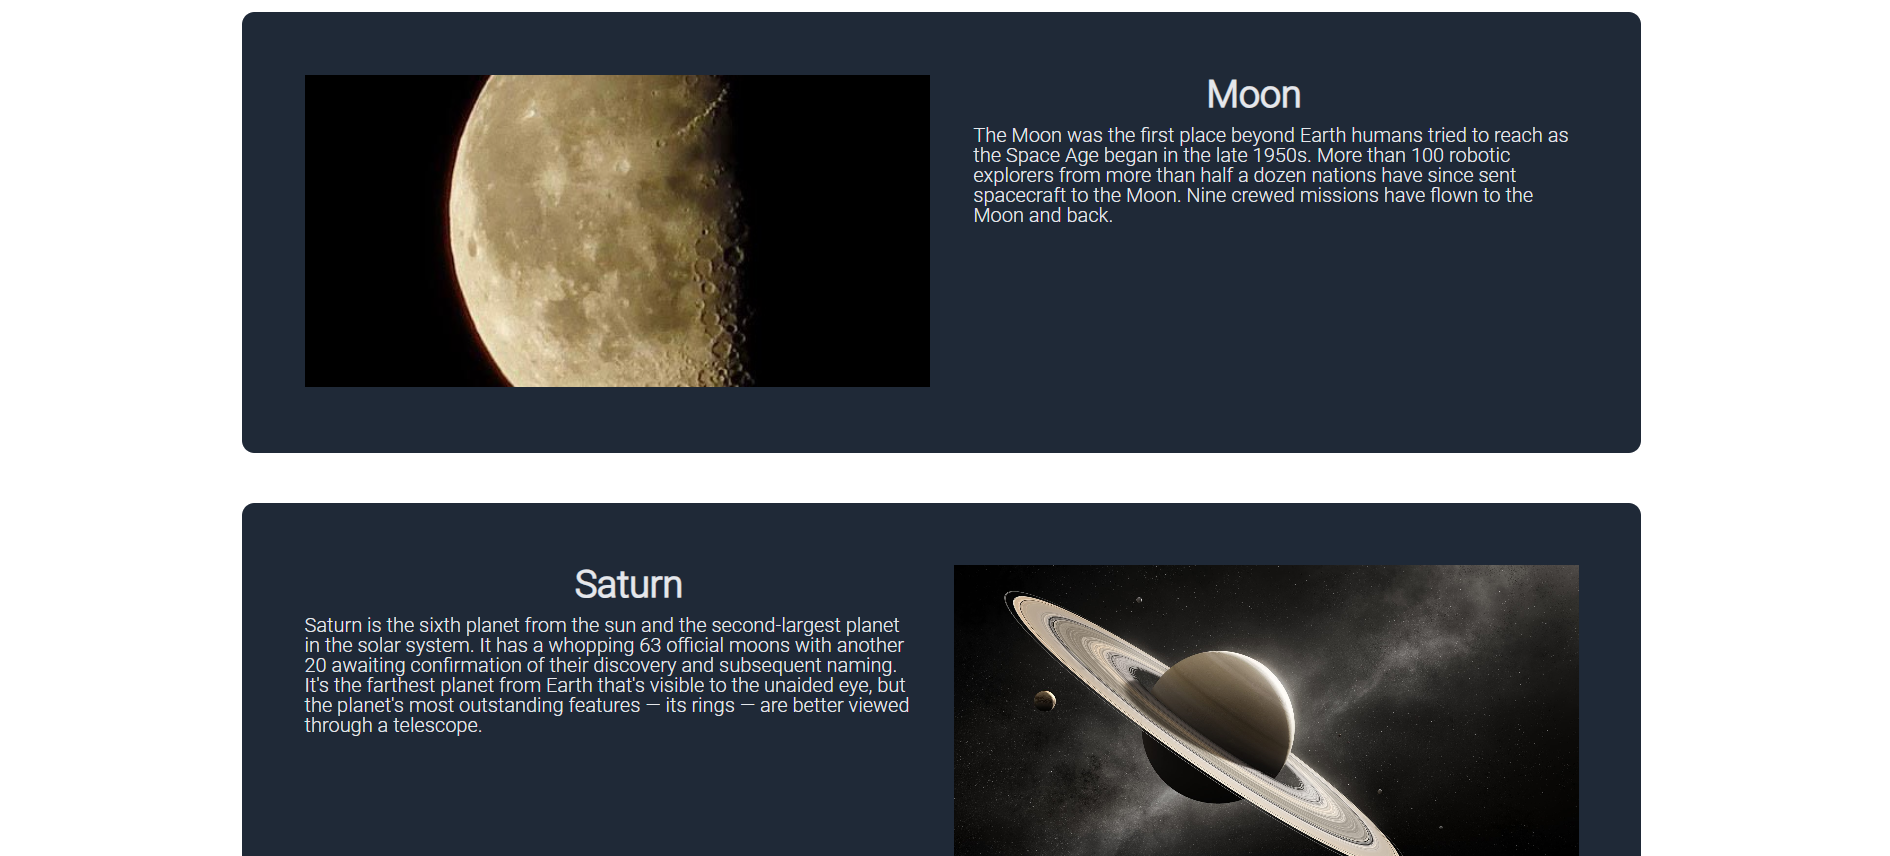 Moon
The Moon was the first place beyond Earth humans tried to reach as
the Space Age began in the late 1950s. More than 100 robotic
explorers from more than half a dozen nations have since sent
spacecraft to the Moon. Nine crewed missions have flown to the
Moon and back.
Saturn
Saturn is the sixth planet from the sun and the second-largest planet
in the solar system. It has a whopping 63 official moons with another
20 awaiting confirmation of their discovery and subsequent naming.
It's the farthest planet from Earth that's visible to the unaided eye, but
the planet's most outstanding features — its rings — are better viewed
through a telescope.